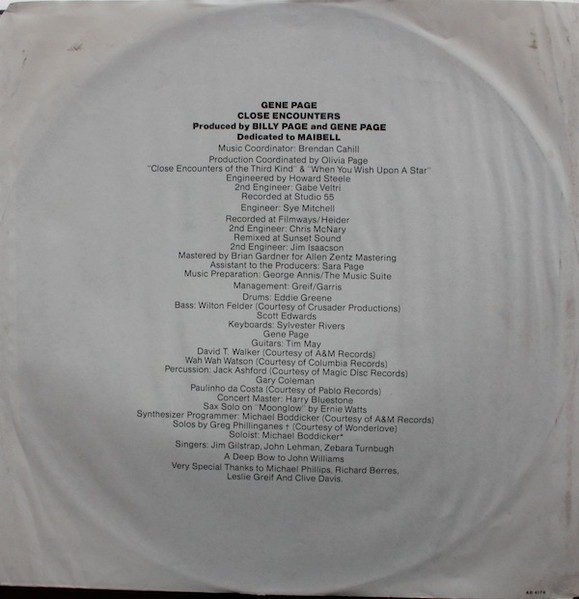 GENE PAGE
CLOSE ENCOUNTERS
Produced by BILLY PAGE and GENE PAGE
Dedicated to MAIBELL
Music Coordinator: Brendan Cahill
Production Coordinated by Olivia Page
"Close Encounters of the Third Kind" & "When You Wish Upon A Star"
Engineered by Howard Steele
2nd Engineer: Gabe Veltri
Recorded at Studio 55
Engineer: Sye Mitchell
Recorded at Filmways/Heider
2nd Engineer: Chris McNary
Remixed at Sunset Sound
2nd Engineer: Jim Isaacson
Mastered by Brian Gardner for Allen Zentz Mastering
Assistant to the Producers: Sara Page
Music Preparation: George Annis/The Music Suite
Management: Greif/Garris
Drums: Eddie Greene
Bass: Wilton Felder (Courtesy of Crusader Productions)
Scott Edwards
Keyboards: Sylvester Rivers
Gene Page
Guitars: Tim May
David T. Walker (Courtesy of A&M Records)
Wah Wah Watson (Courtesy of Columbia Records)
Percussion: Jack Ashford (Courtesy of Magic Disc Records)
Gary Coleman
Paulinho da Costa (Courtesy of Pablo Records)
Concert Master: Harry Bluestone
Sax Solo on "Moonglow" by Ernie Watts
Synthesizer Programmer: Michael Boddicker (Courtesy of A&M Records)
Solos by Greg Phillinganes † (Courtesy of Wonderlove)
Soloist: Michael Boddicker*
Singers: Jim Gilstrap, John Lehman, Zebara Turnbugh
A Deep Bow to John Williams
Very Special Thanks to Michael Phillips, Richard Berres,
Leslie Greif And Clive Davis.